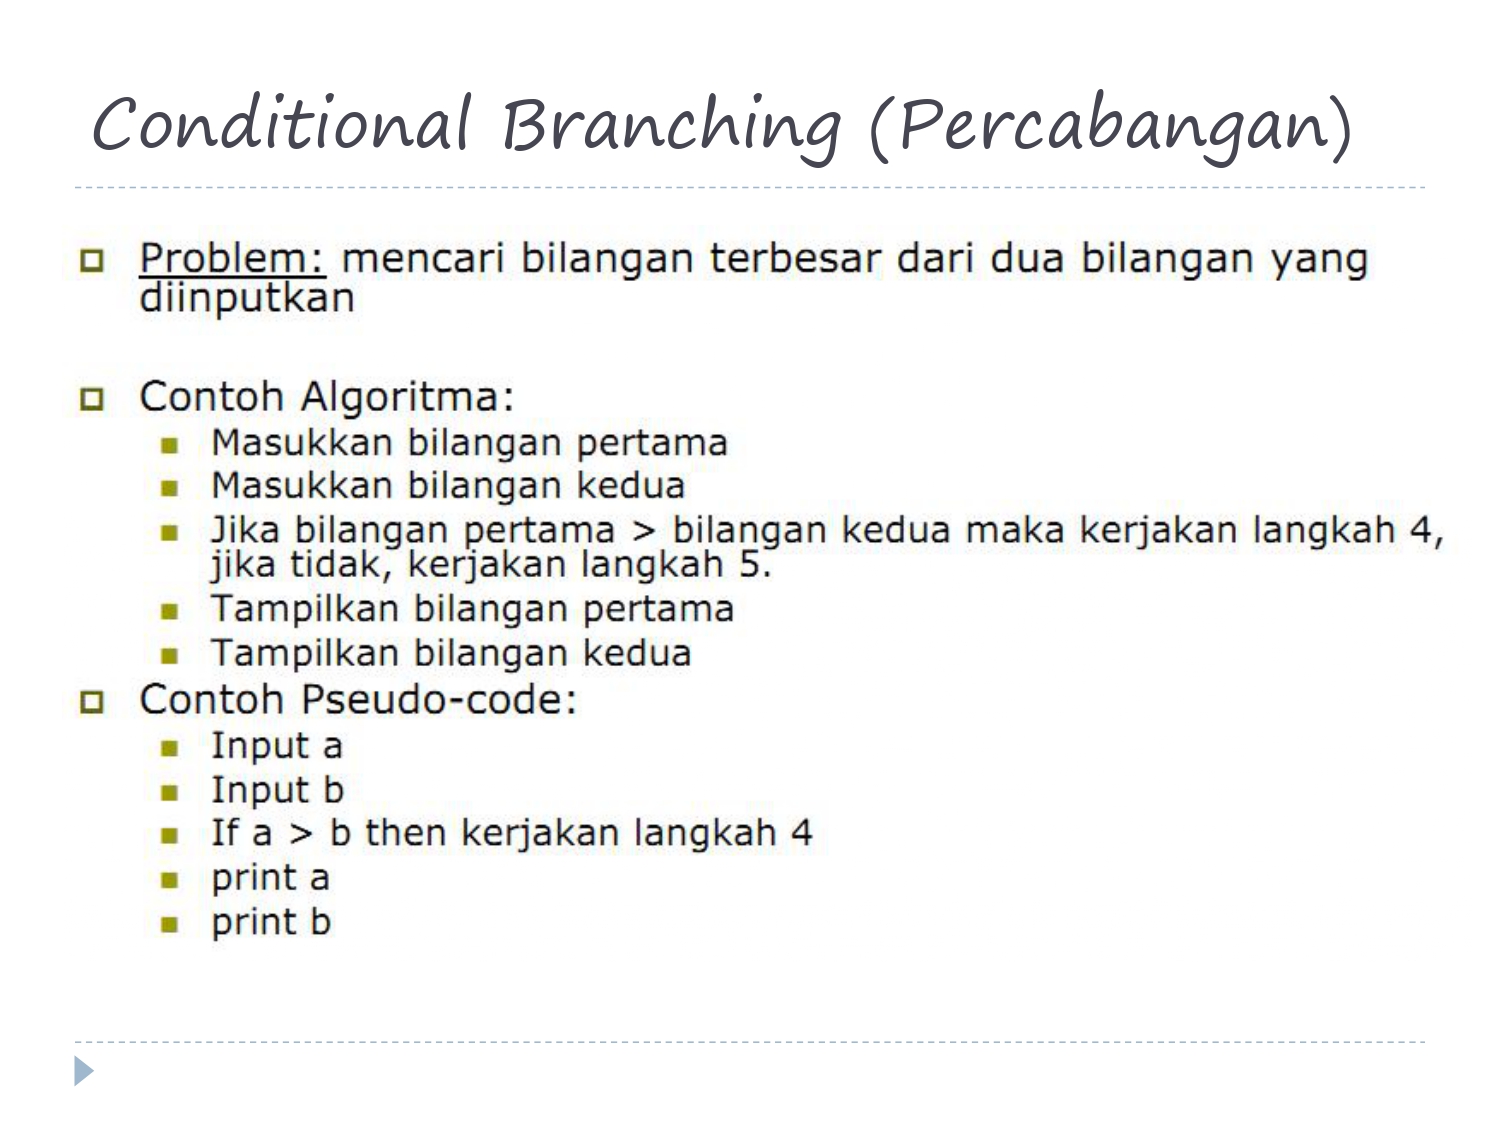 Conditional Branching (Percabangan)
Problem: mencari bilangan terbesar dari dua bilangan yang
diinputkan
Contoh Algoritma:
Masukkan bilangan pertama
Masukkan bilangan kedua
Jika bilangan pertama > bilangan kedua maka kerjakan langkah 4,
jika tidak, kerjakan langkah 5.
Tampilkan bilangan pertama
Tampilkan bilangan kedua
Contoh Pseudo-code:
Input a
Input b
If a > b then kerjakan langkah 4
print a
print b